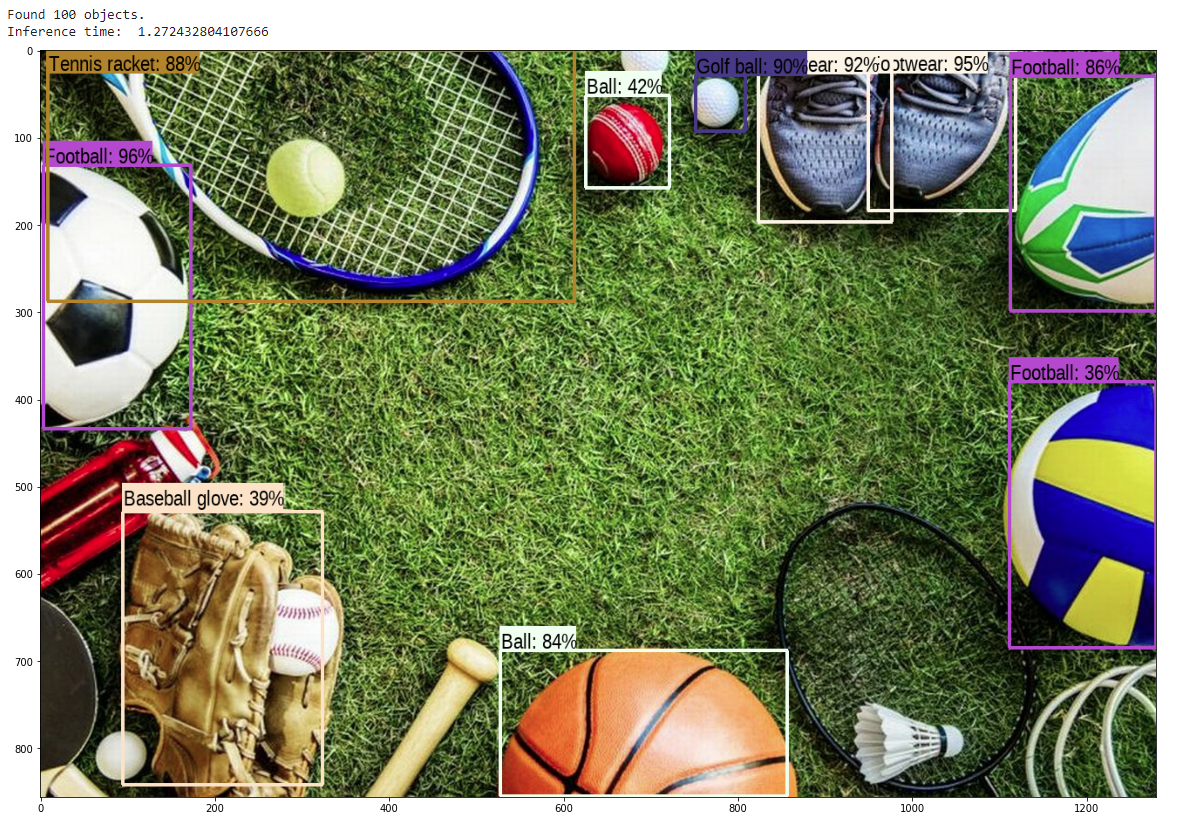 Found 100 objects.
Inference time: 1.272432804107666
Tennis racket: 88%
Golf ball: 90%
ear: 92%
otwear: 95%
Football: 86%
Ball: 42%
Football: 96%
Football: 36%
Baseball glove: 39%
Ball: 84%
0
100
200
300
400
500
600
700
800
0
200
400
600
800
1000
1200